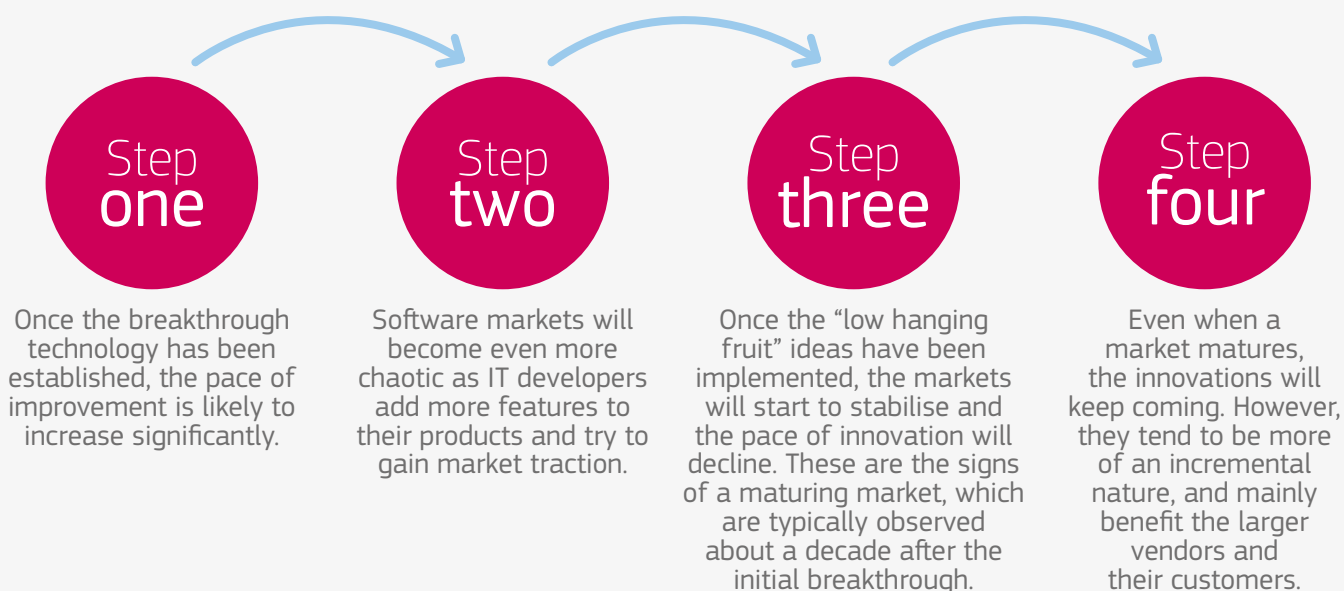 Step
one
Once the breakthrough
technology has been
established, the pace of
improvement is likely to
increase significantly.
Step
two
Software markets will
become even more
chaotic as IT developers
add more features to
their products and try to
gain market traction.
Step
three
Once the “low hanging
fruit” ideas have been
implemented, the markets
will start to stabilise and
the pace of innovation will
decline. These are the signs
of a maturing market, which
are typically observed
about a decade after the
initial breakthrough.
Step
four
Even when a
market matures,
the innovations will
keep coming. However,
they tend to be more
of an incremental
nature, and mainly
benefit the larger
vendors and
their customers.